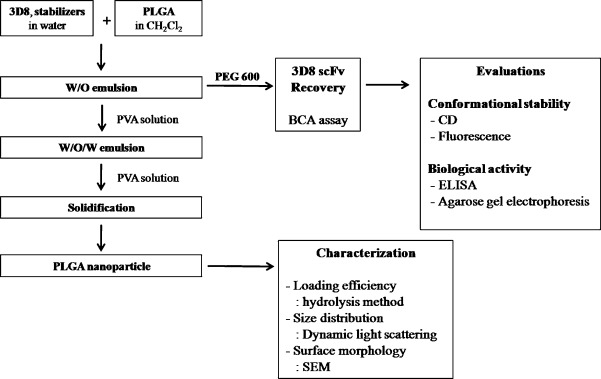 3D8, stabilizers
in water
+
PLGA
in CH2Cl2
W/O emulsion
PEG 600
3D8 scFv
Recovery
BCA assay
PVA solution
W/O/W emulsion
PVA solution
Solidification
PLGA nanoparticle
Evaluations
Conformational stability
- CD
- Fluorescence
Biological activity
- ELISA
- Agarose gel electrophoresis
Characterization
- Loading efficiency
: hydrolysis method
- Size distribution
: Dynamic light scattering
- Surface morphology
: SEM